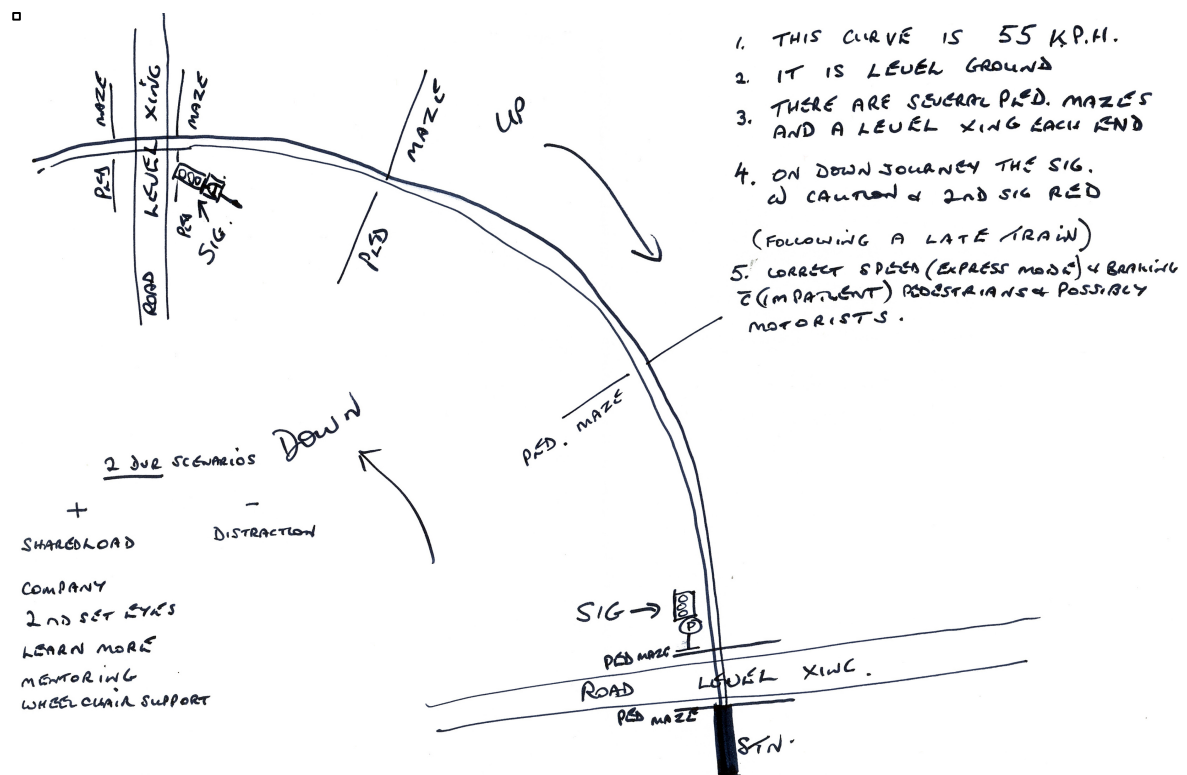 1. THIS CURVE IS 55 K.P.H.
2. IT IS LEVEL GROUND
3. THERE ARE SEVERAL PED. MAZES
AND A LEVEL XING EACH END
4. ON DOWN JOURNEY THE SIG.
@ CAUTION & 2ND SIG RED
(FOLLOWING A LATE TRAIN)
5. CORRECT SPEED (EXPRESS MODE) & BRAKING
c̄ (IMPATIENT) PEDESTRIANS & POSSIBLY
MOTORISTS.
UP
MAZE
MAZE
MAZE
PED
PED
PED
ROAD LEVEL XING
SIG.
PED. MAZE
DOWN
2 DVR SCENARIOS
+
-
SHARED LOAD
DISTRACTION
COMPANY
2ND SET EYES
LEARN MORE
MENTORING
WHEELCHAIR SUPPORT
SIG
P
PED MAZE
ROAD LEVEL XING.
PED MAZE
STN.